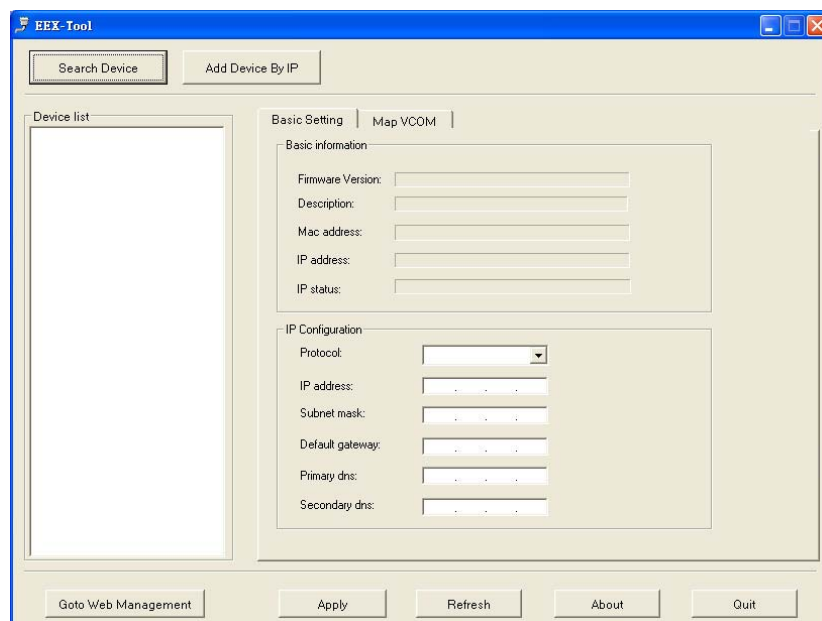 EEX-Tool
Search Device
Add Device By IP
Device list
Basic Setting
Map VCOM
Basic information
Firmware Version:
Description:
Mac address:
IP address:
IP status:
IP Configuration
Protocol:
IP address:
Subnet mask:
Default gateway:
Primary dns:
Secondary dns:
Goto Web Management
Apply
Refresh
About
Quit